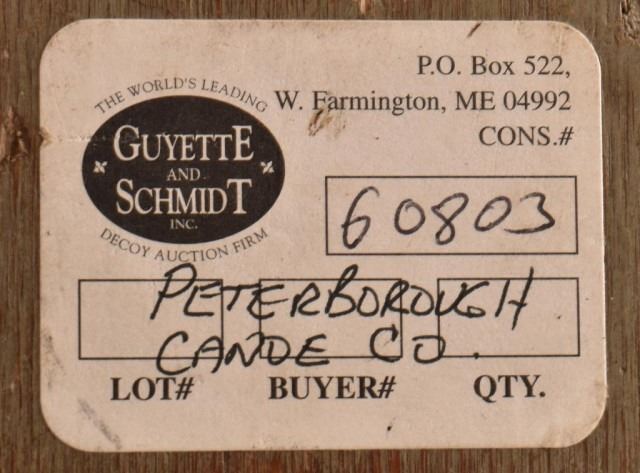 P.O. Box 522,
W. Farmington, ME 04992
CONS.#
THE WORLD'S LEADING
GUYETTE
AND
SCHMIDT
INC.
DECOY AUCTION FIRM
60803
PETERBOROUGH
CANOE CO.
LOT# BUYER# QTY.